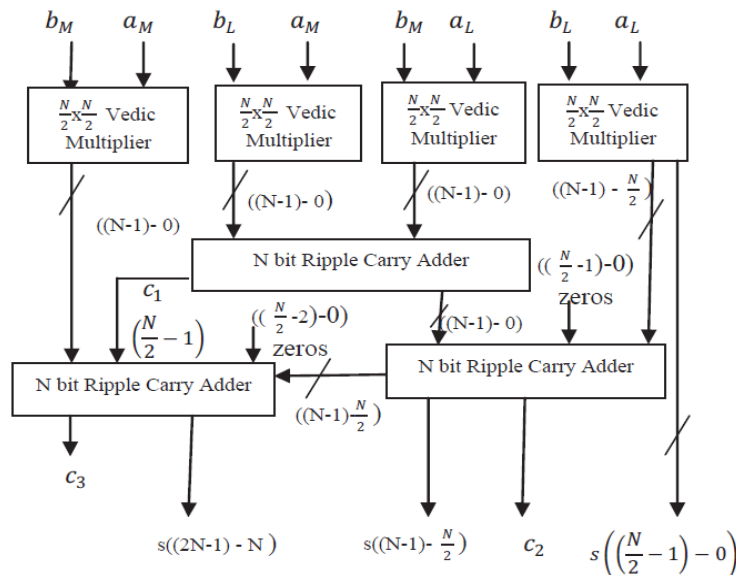 b_M a_M b_L a_M b_M a_L b_L a_L
N/2 x N/2 Vedic Multiplier
N/2 x N/2 Vedic Multiplier
N/2 x N/2 Vedic Multiplier
N/2 x N/2 Vedic Multiplier
((N-1)- 0)
((N-1)- 0)
((N-1)- 0)
((N-1) - N/2)
N bit Ripple Carry Adder
c_1
(N/2 − 1)
((N/2 -2)-0)
zeros
((N-1)- 0)
((N/2 -1)-0)
zeros
N bit Ripple Carry Adder
N bit Ripple Carry Adder
((N-1)-N/2)
c_3
s((2N-1) - N)
s((N-1)- N/2)
c_2
s((N/2 − 1) − 0)